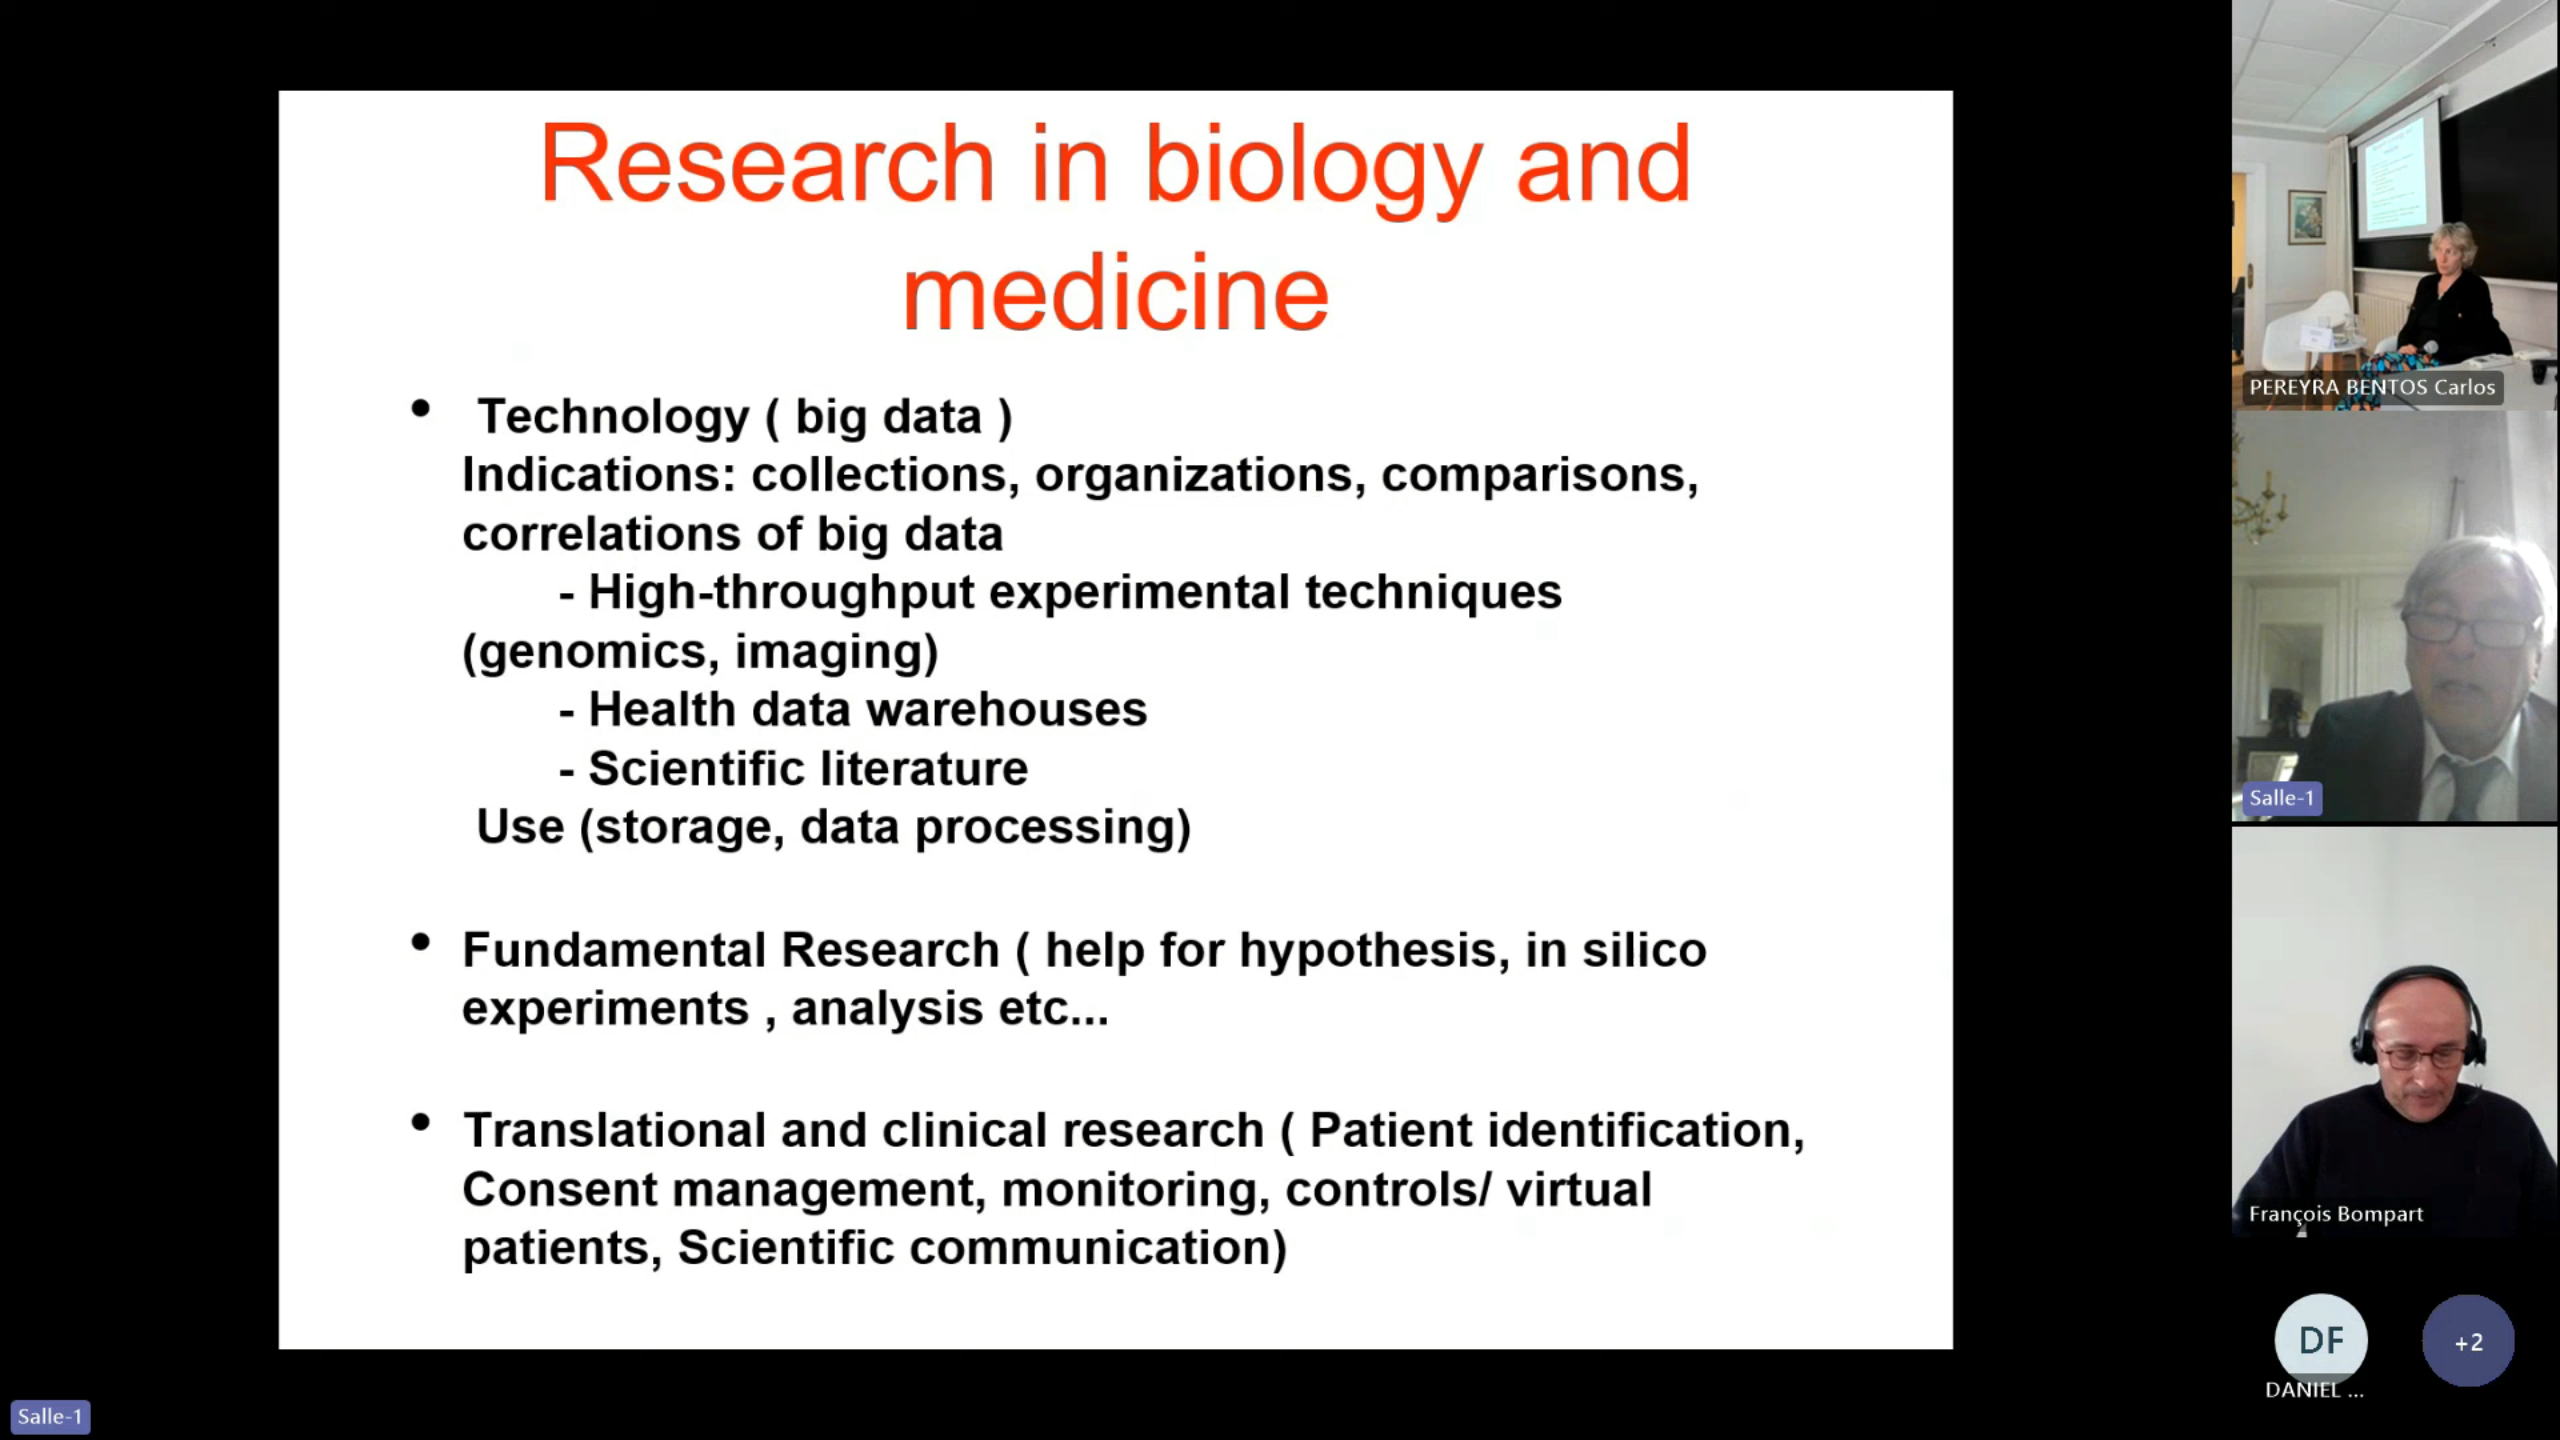 Research in biology and
medicine
• Technology ( big data )
Indications: collections, organizations, comparisons,
correlations of big data
- High-throughput experimental techniques
(genomics, imaging)
- Health data warehouses
- Scientific literature
Use (storage, data processing)
• Fundamental Research ( help for hypothesis, in silico
experiments , analysis etc...
• Translational and clinical research ( Patient identification,
Consent management, monitoring, controls/ virtual
patients, Scientific communication)
Salle-1
PEREYRA BENTOS Carlos
Salle-1
François Bompart
DF
DANIEL ...
+2